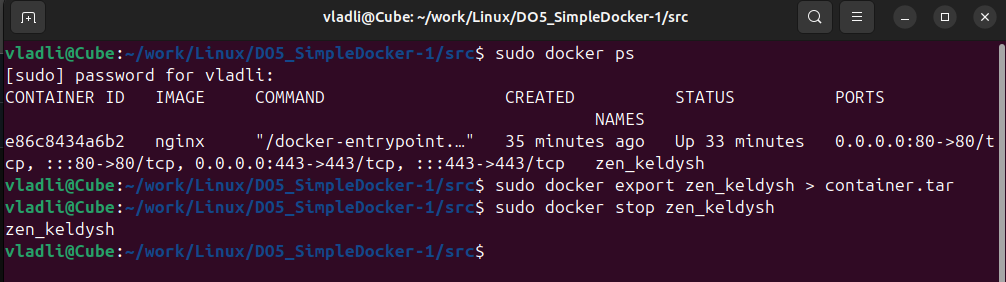 vladli@Cube: ~/work/Linux/DO5_SimpleDocker-1/src
vladli@Cube:~/work/Linux/DO5_SimpleDocker-1/src$ sudo docker ps
[sudo] password for vladli:
CONTAINER ID   IMAGE     COMMAND                  CREATED          STATUS          PORTS
NAMES
e86c8434a6b2   nginx     "/docker-entrypoint.…"   35 minutes ago   Up 33 minutes   0.0.0.0:80->80/t
cp, :::80->80/tcp, 0.0.0.0:443->443/tcp, :::443->443/tcp   zen_keldysh
vladli@Cube:~/work/Linux/DO5_SimpleDocker-1/src$ sudo docker export zen_keldysh > container.tar
vladli@Cube:~/work/Linux/DO5_SimpleDocker-1/src$ sudo docker stop zen_keldysh
zen_keldysh
vladli@Cube:~/work/Linux/DO5_SimpleDocker-1/src$